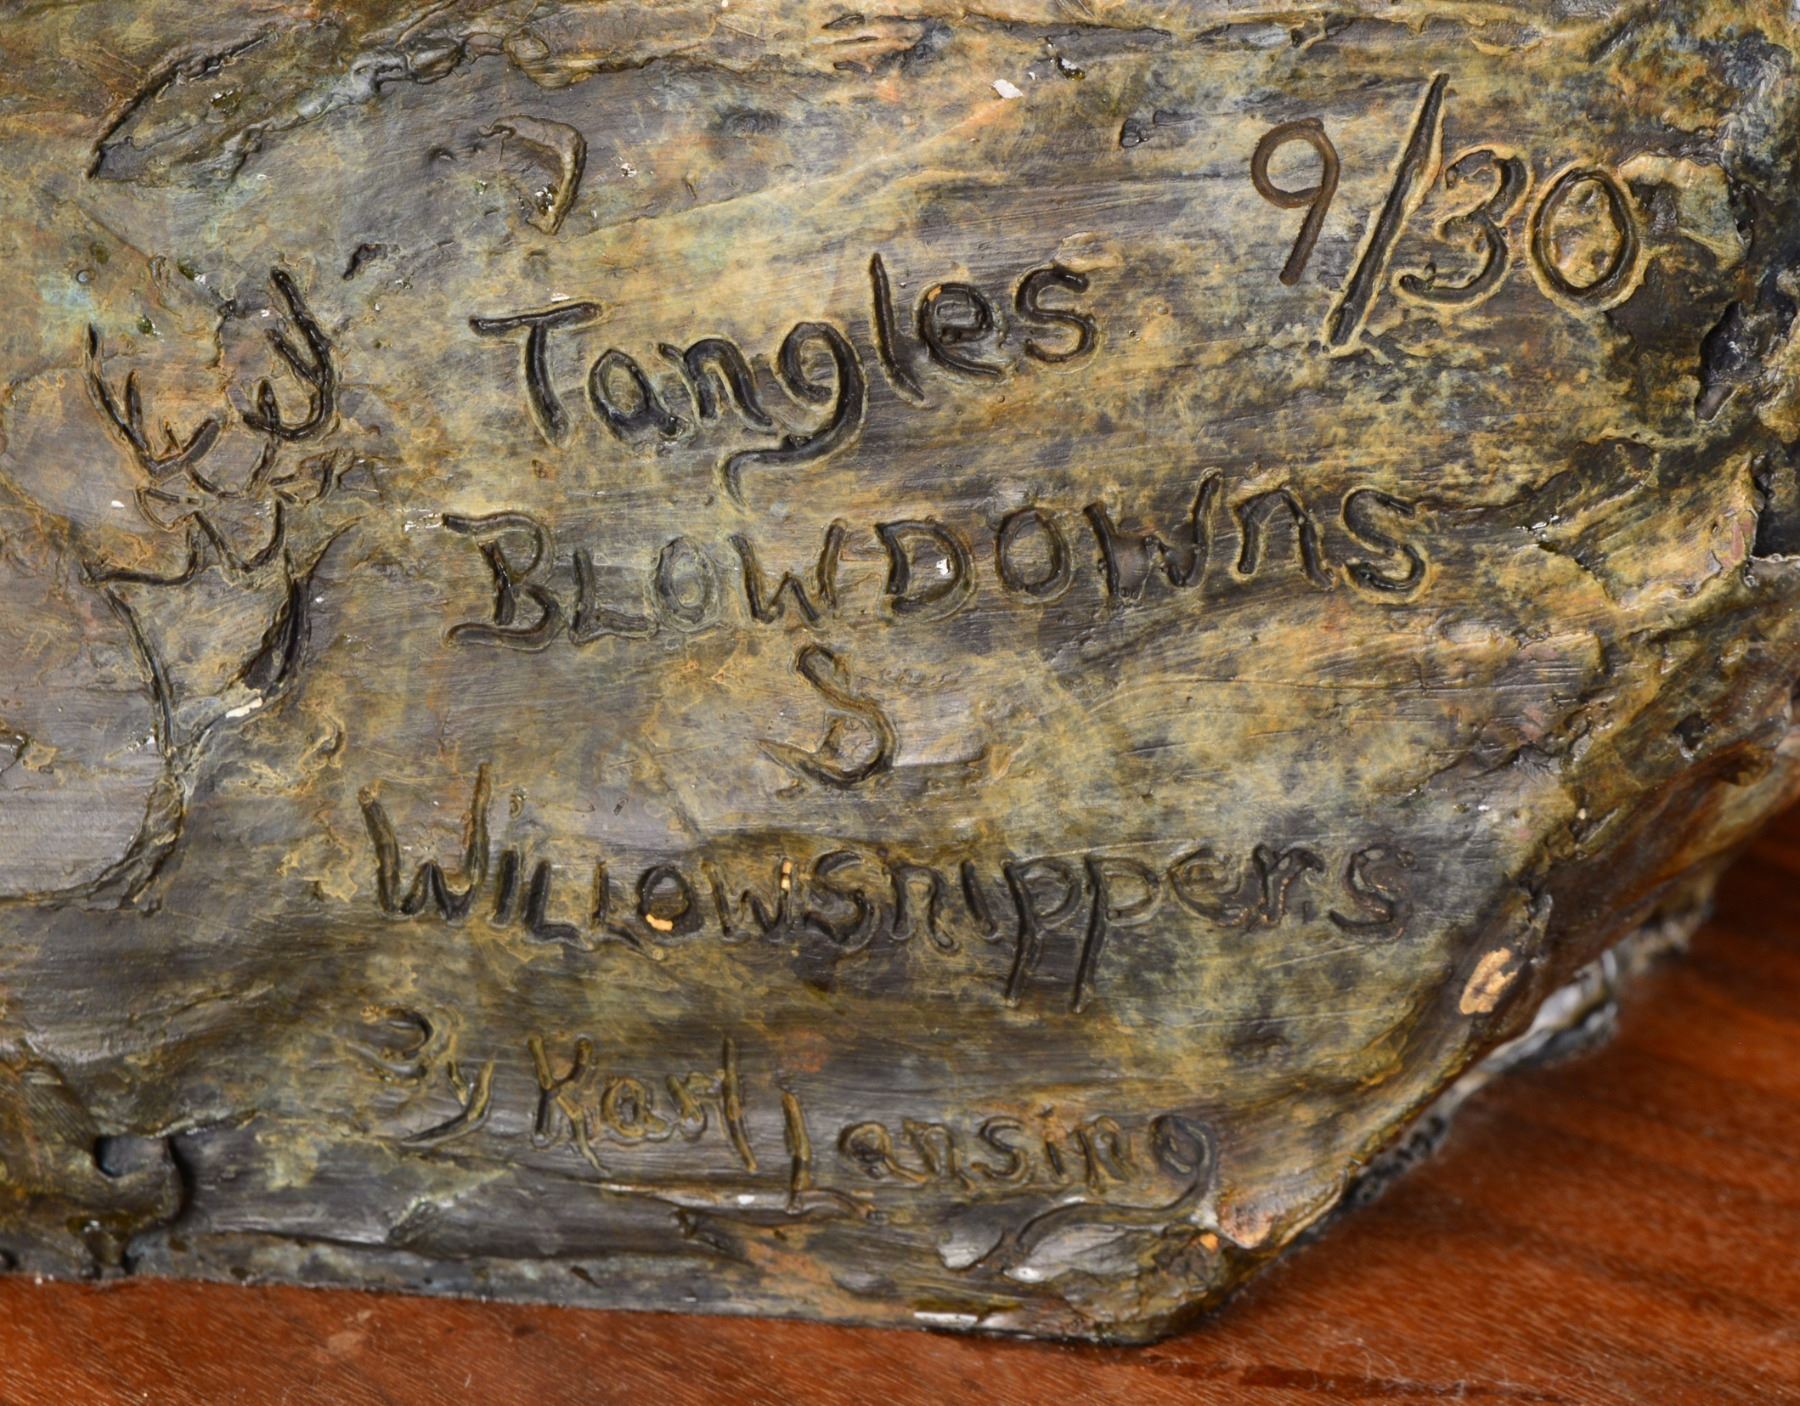 9/30
Tangles
BLOWDOWns
&
WILLOWSnippers
By Karl Lansing